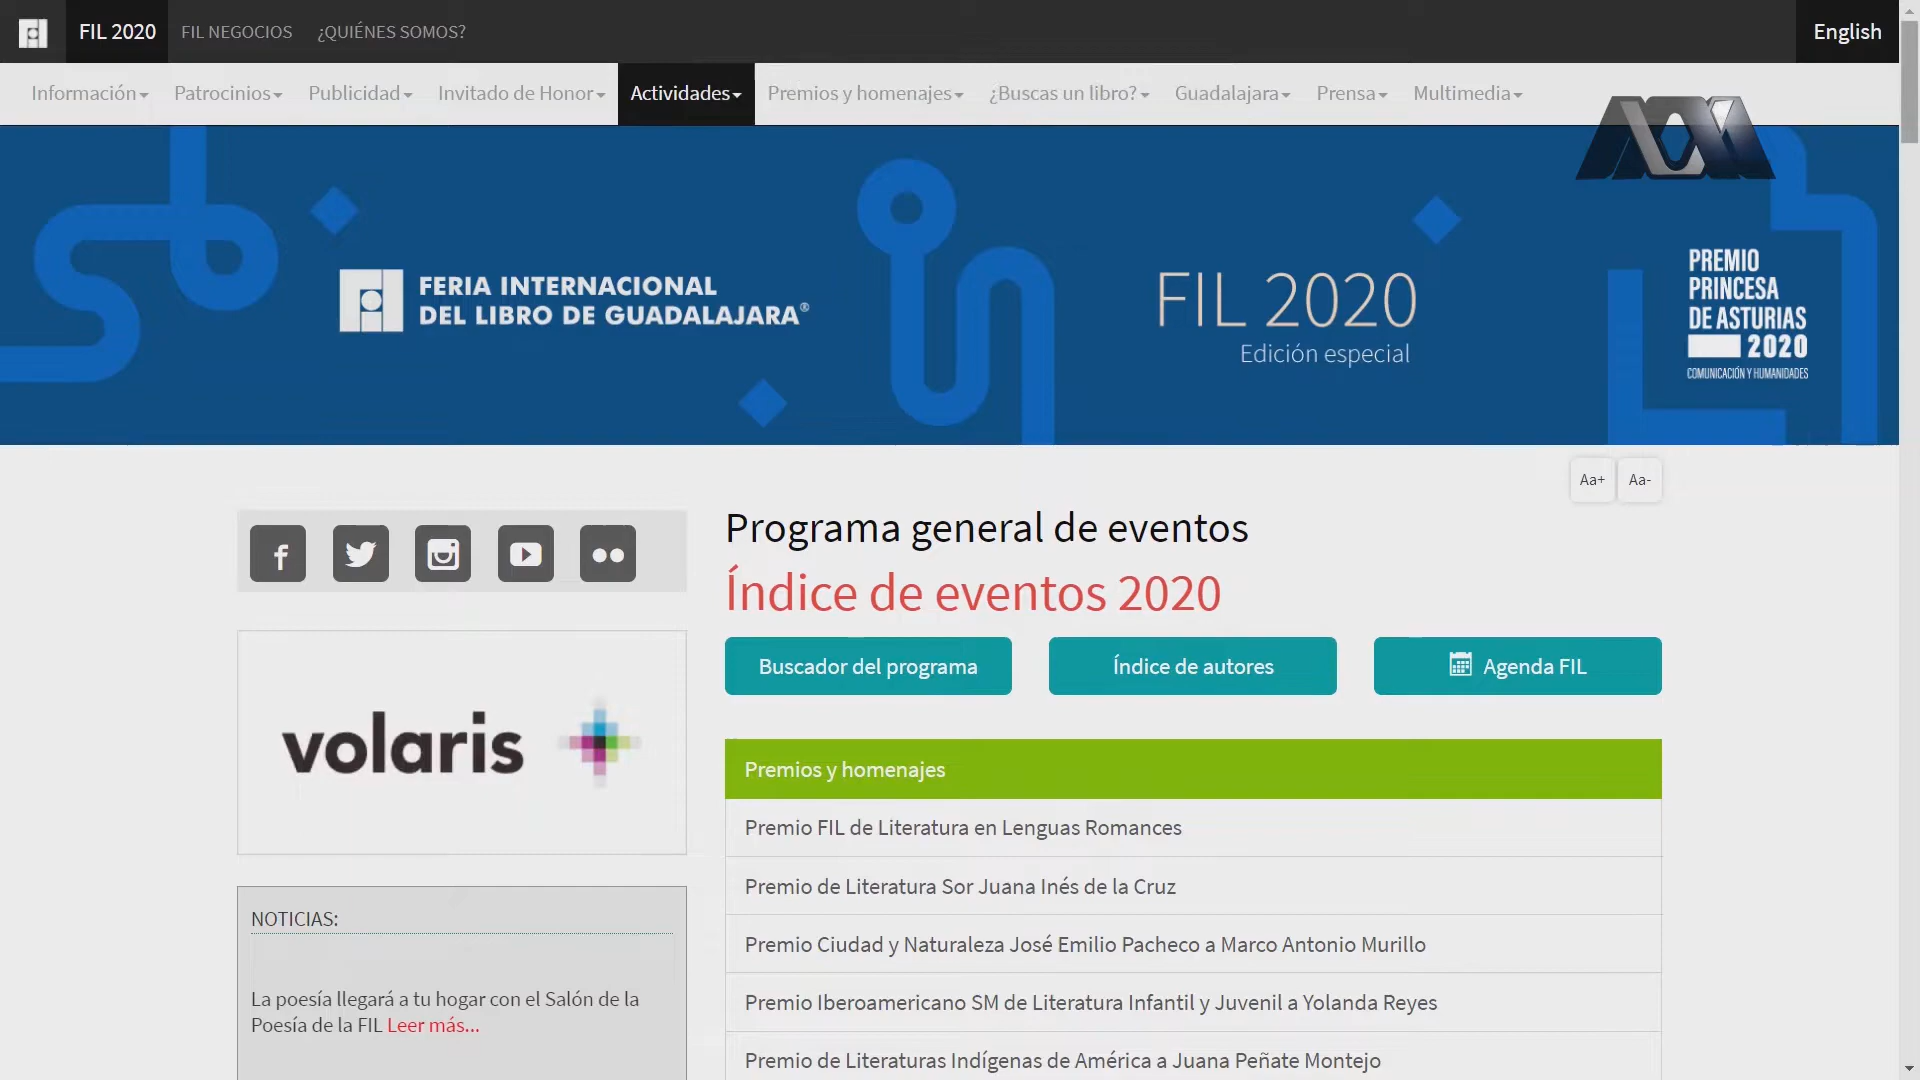 FIL 2020
FIL NEGOCIOS
¿QUIÉNES SOMOS?
English
Información
Patrocinios
Publicidad
Invitado de Honor
Actividades
Premios y homenajes
¿Buscas un libro?
Guadalajara
Prensa
Multimedia
FERIA INTERNACIONAL
DEL LIBRO DE GUADALAJARA®
FIL 2020
Edición especial
PREMIO
PRINCESA
DE ASTURIAS
2020
COMUNICACIÓN Y HUMANIDADES
Aa+
Aa-
Programa general de eventos
Índice de eventos 2020
Buscador del programa
Índice de autores
Agenda FIL
volaris
NOTICIAS:
La poesía llegará a tu hogar con el Salón de la
Poesía de la FIL Leer más...
Premios y homenajes
Premio FIL de Literatura en Lenguas Romances
Premio de Literatura Sor Juana Inés de la Cruz
Premio Ciudad y Naturaleza José Emilio Pacheco a Marco Antonio Murillo
Premio Iberoamericano SM de Literatura Infantil y Juvenil a Yolanda Reyes
Premio de Literaturas Indígenas de América a Juana Peñate Montejo